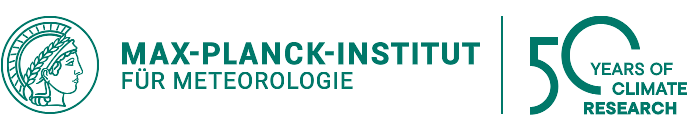 MAX-PLANCK-INSTITUT
FÜR METEOROLOGIE
50
YEARS OF
CLIMATE
RESEARCH